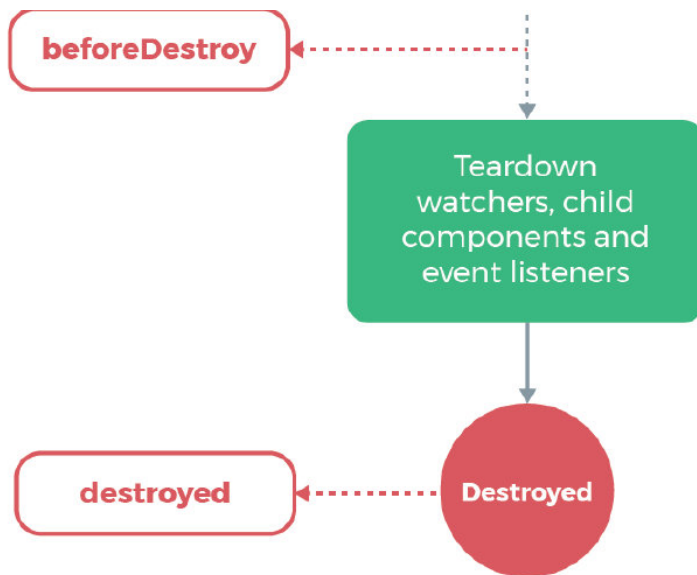 beforeDestroy
Teardown
watchers, child
components and
event listeners
destroyed
Destroyed